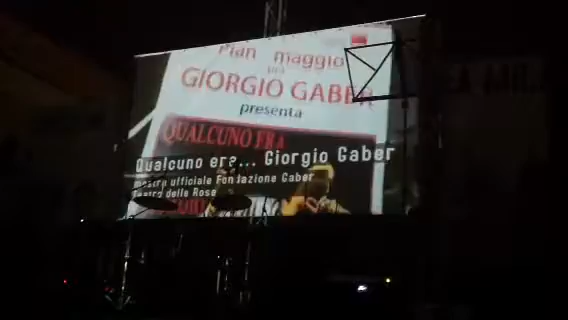 Pian maggio
GIORGIO GABER
presenta
QUALCUNO ERA
Qualcuno era... Giorgio Gaber
mostra ufficiale Fondazione Gaber
Teatro delle Rose